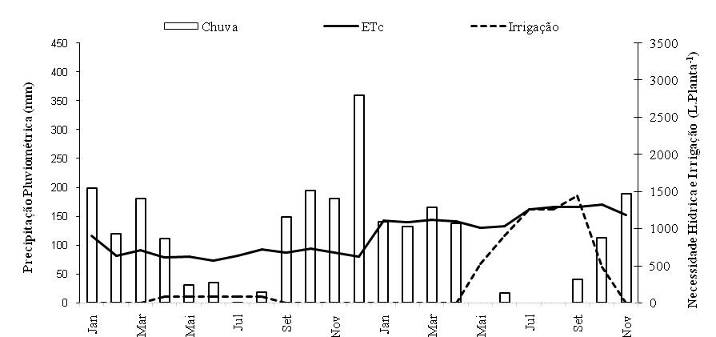 Chuva
ETc
Irrigação
Precipitação Pluviométrica (mm)
450
400
350
300
250
200
150
100
50
0
3500
3000
2500
2000
1500
1000
500
0
Necessidade Hídrica e Irrigação (L.Planta-1)
Jan
Mar
Mai
Jul
Set
Nov
Jan
Mar
Mai
Jul
Set
Nov